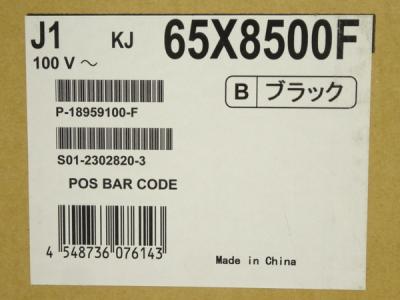 J1 KJ 65X8500F
100 V ～
B ブラック
P-18959100-F
S01-2302820-3
POS BAR CODE
4 548736 076143
Made in China